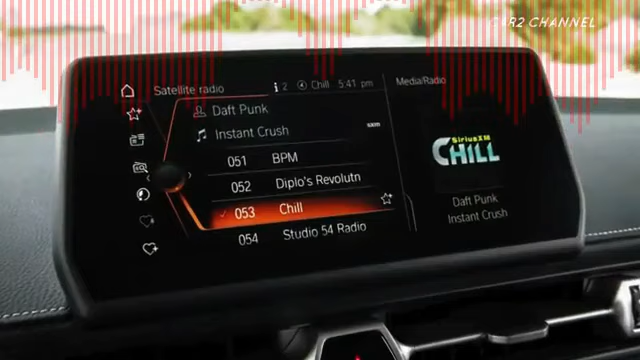 CAR2 CHANNEL
Satellite radio
2
Chill
5:41 pm
Media/Radio
Daft Punk
Instant Crush
sxm
051 BPM
052 Diplo's Revolutn
053 Chill
054 Studio 54 Radio
SiriusXM
CHILL
Daft Punk
Instant Crush